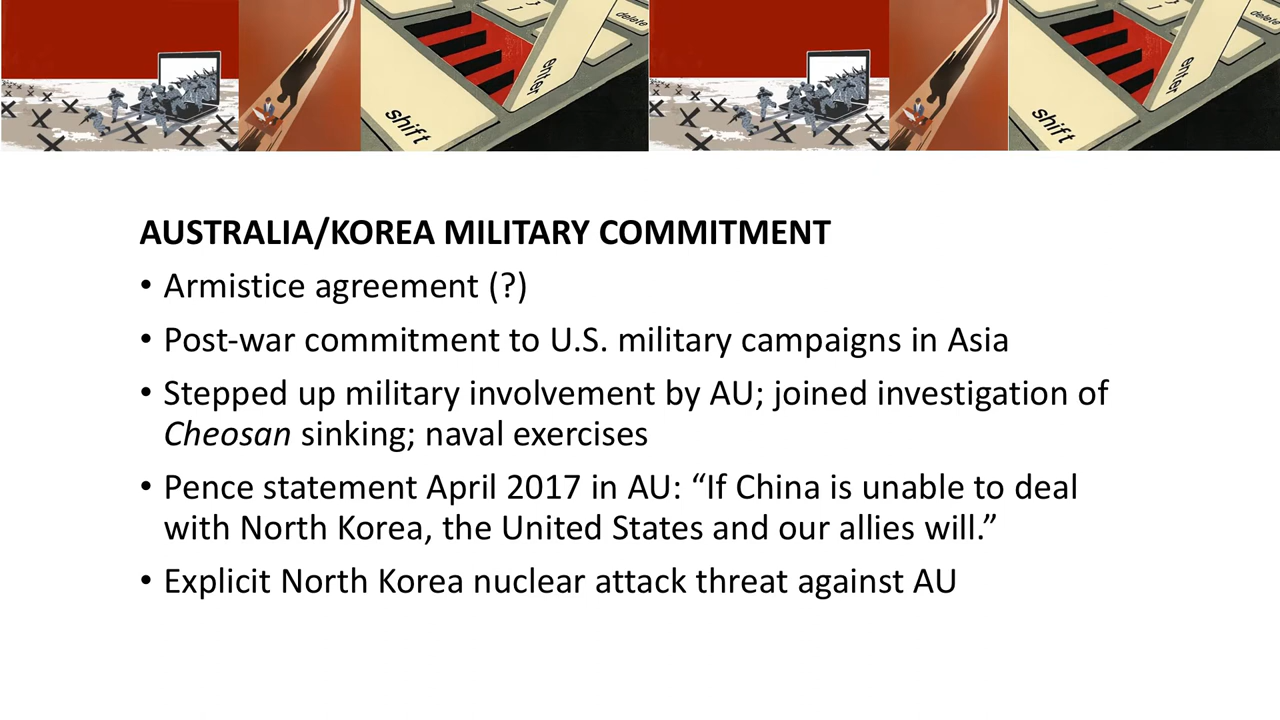 delete
enter
shift
delete
enter
shift
AUSTRALIA/KOREA MILITARY COMMITMENT
• Armistice agreement (?)
• Post-war commitment to U.S. military campaigns in Asia
• Stepped up military involvement by AU; joined investigation of
Cheosan sinking; naval exercises
• Pence statement April 2017 in AU: “If China is unable to deal
with North Korea, the United States and our allies will.”
• Explicit North Korea nuclear attack threat against AU